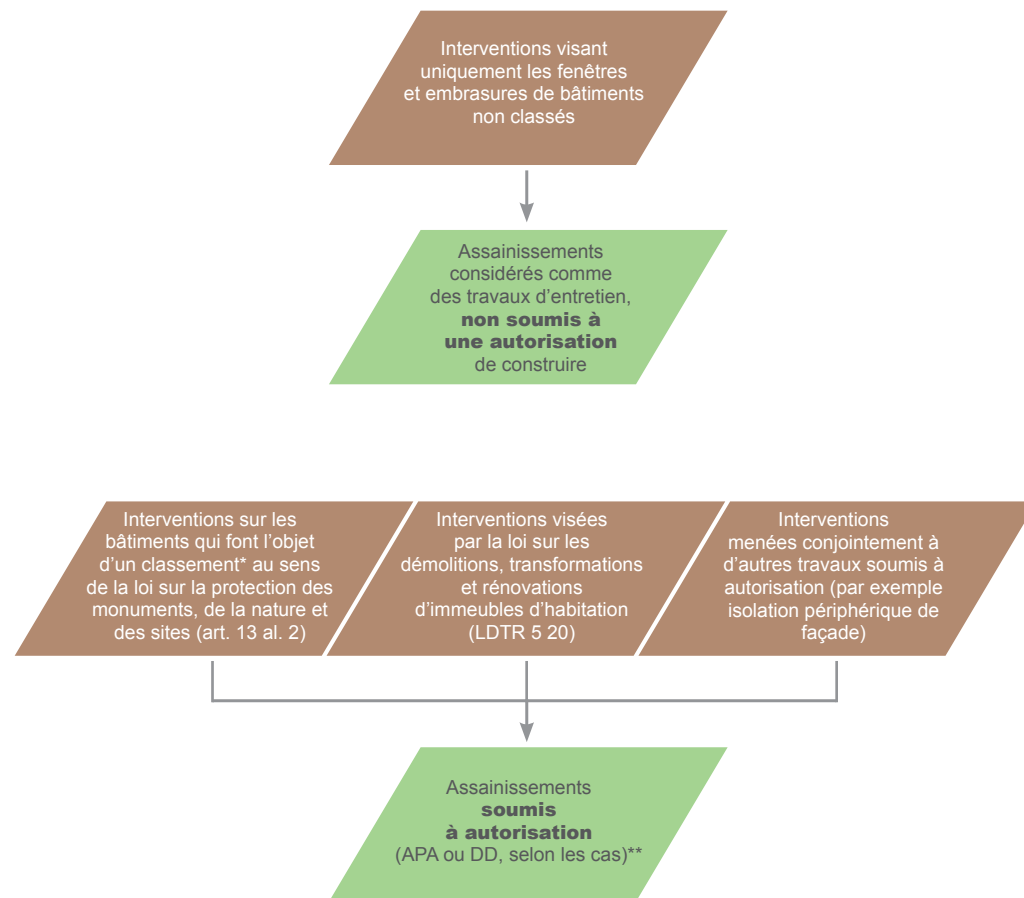 Interventions visant
uniquement les fenêtres
et embrasures de bâtiments
non classés
Assainissements
considérés comme
des travaux d’entretien,
non soumis à
une autorisation
de construire
Interventions sur les
bâtiments qui font l’objet
d’un classement* au sens
de la loi sur la protection des
monuments, de la nature et
des sites (art. 13 al. 2)
Interventions visées
par la loi sur les
démolitions, transformations
et rénovations
d’immeubles d’habitation
(LDTR 5 20)
Interventions
menées conjointement à
d’autres travaux soumis à
autorisation (par exemple
isolation périphérique de
façade)
Assainissements
soumis
à autorisation
(APA ou DD, selon les cas)**